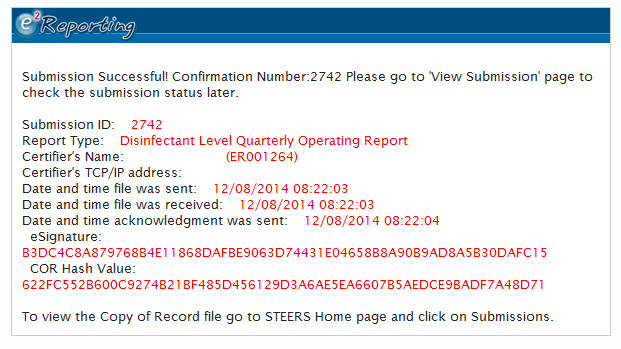 e2 Reporting
Submission Successful! Confirmation Number:2742 Please go to 'View Submission' page to
check the submission status later.
Submission ID: 2742
Report Type: Disinfectant Level Quarterly Operating Report
Certifier's Name: (ER001264)
Certifier's TCP/IP address:
Date and time file was sent: 12/08/2014 08:22:03
Date and time file was received: 12/08/2014 08:22:03
Date and time acknowledgment was sent: 12/08/2014 08:22:04
eSignature:
B3DC4C8A879768B4E11868DAFBE9063D74431E04658B8A90B9AD8A5B30DAFC15
COR Hash Value:
622FC552B600C9274B21BF485D456129D3A6AE5EA6607B5AEDCE9BADF7A48D71
To view the Copy of Record file go to STEERS Home page and click on Submissions.